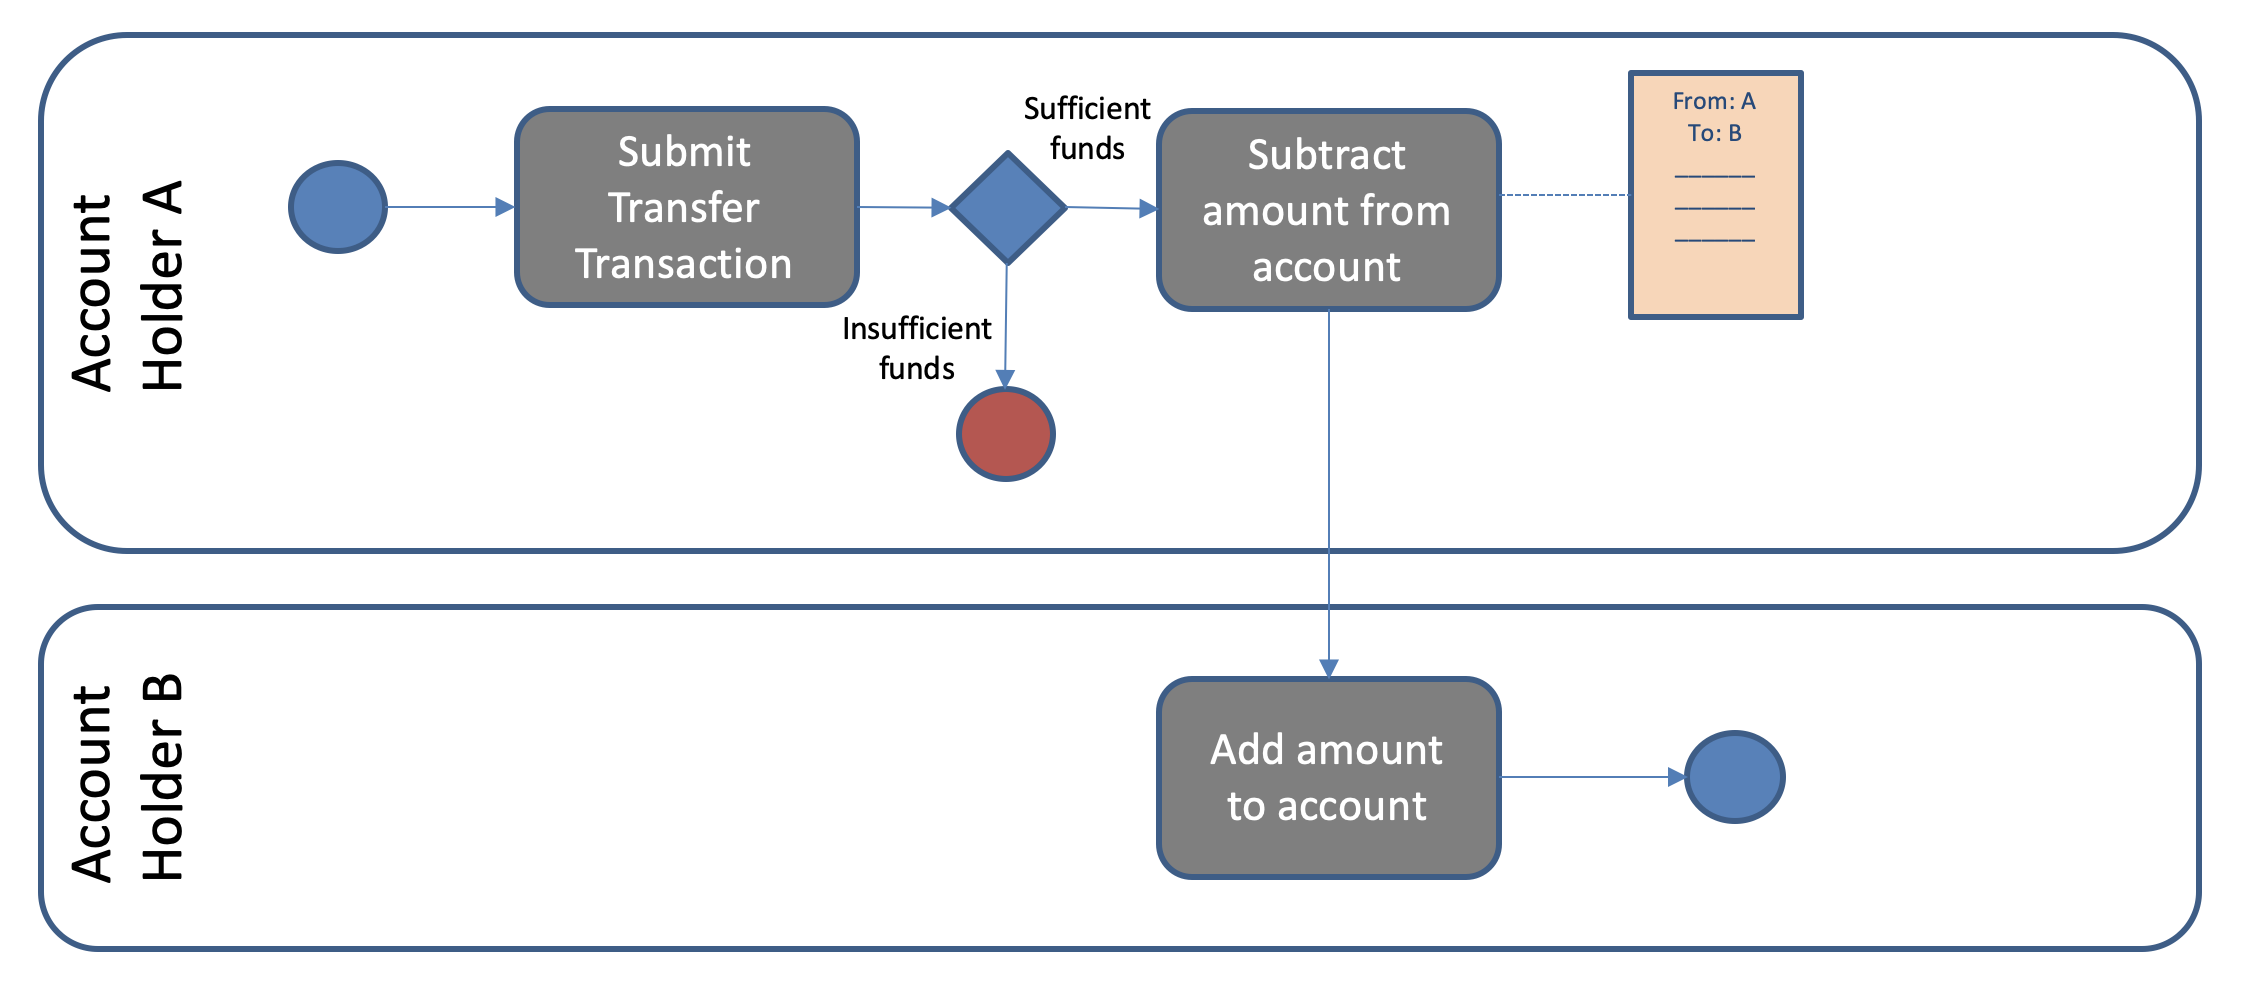 Account
Holder A
Submit
Transfer
Transaction
Sufficient
funds
Insufficient
funds
Subtract
amount from
account
From: A
To: B
______
______
______
Account
Holder B
Add amount
to account